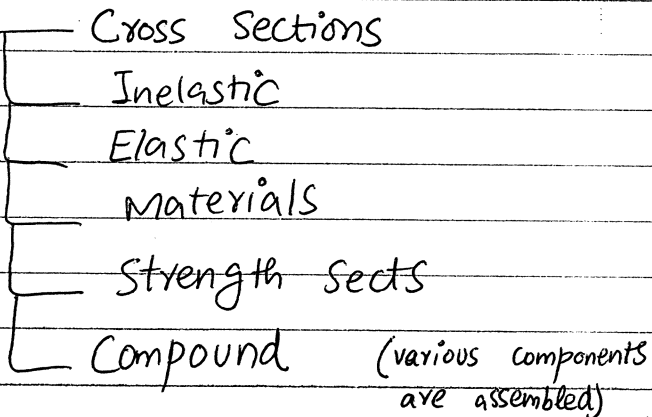 Cross Sections
Inelastic
Elastic
Materials
Strength Sects
Compound (various components
are assembled)